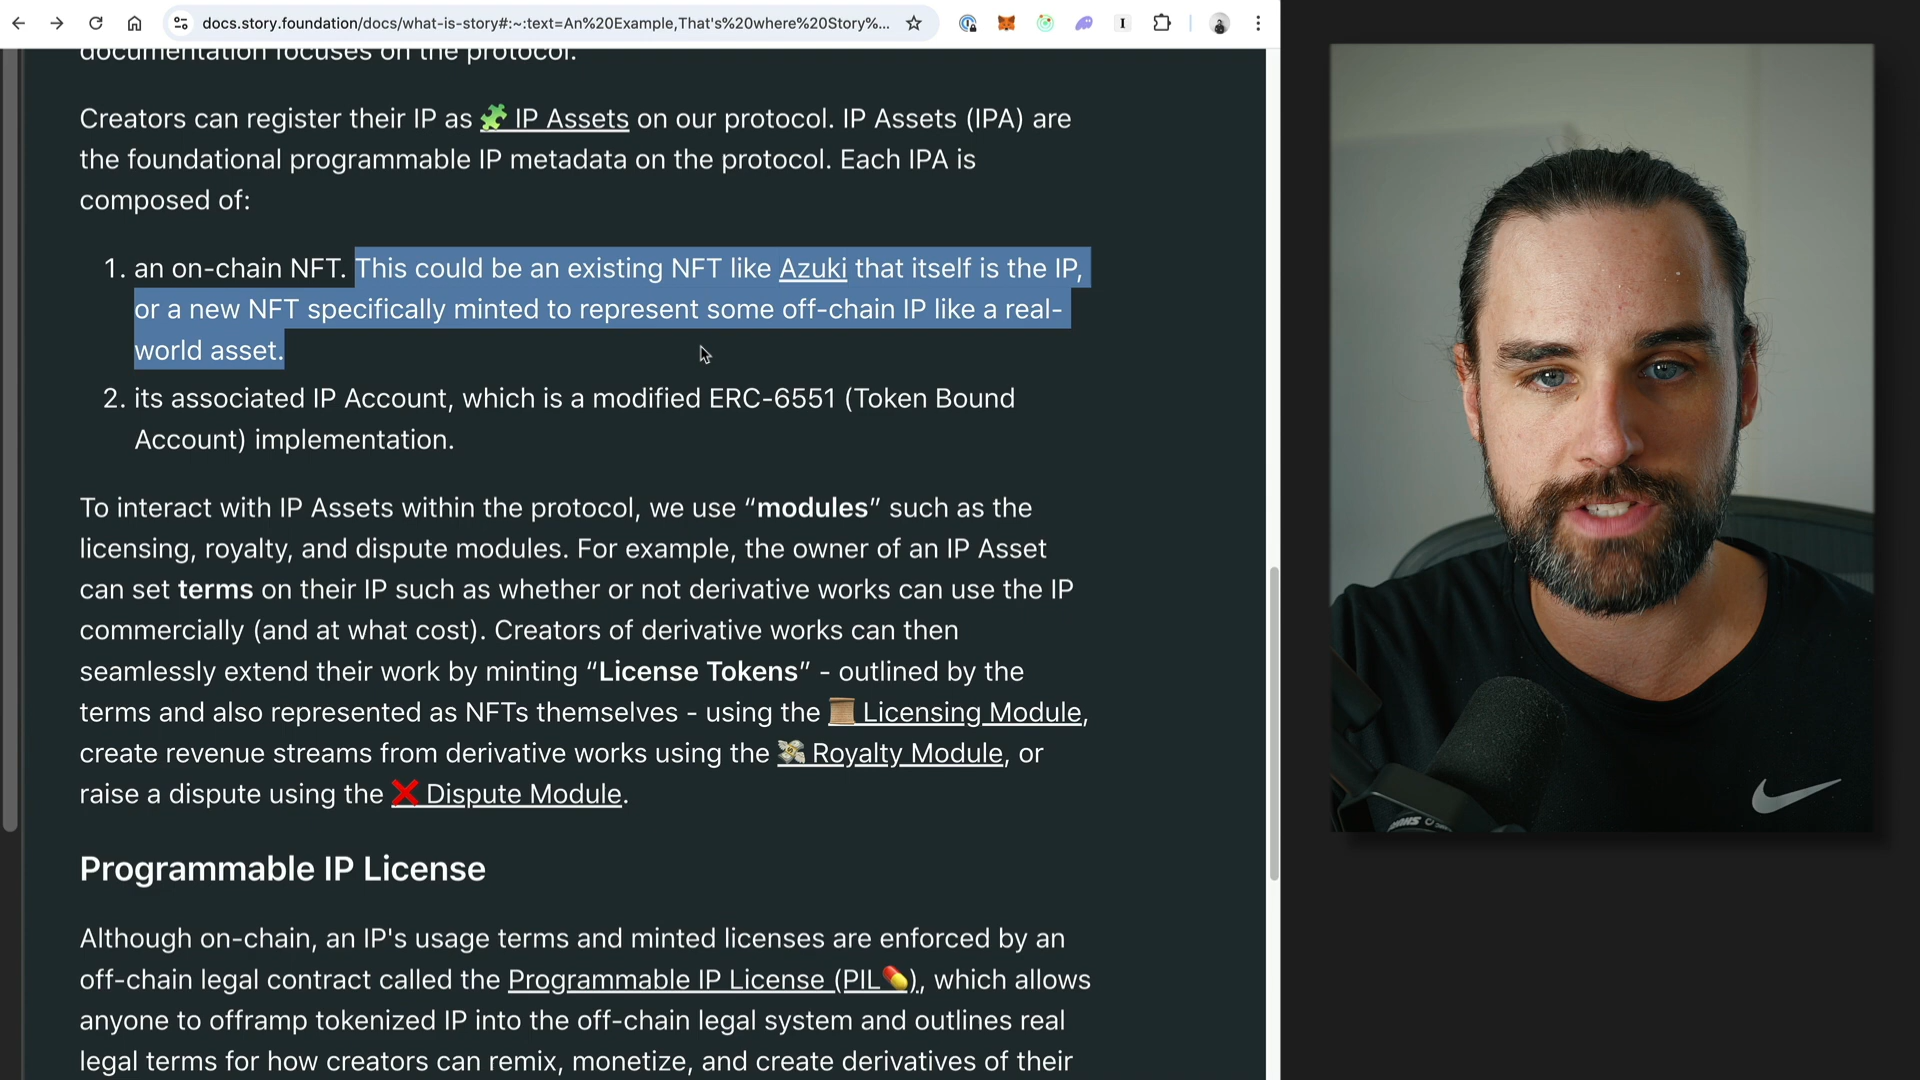 docs.story.foundation/docs/what-is-story#:~:text=An%20Example,That's%20where%20Story%...
documentation focuses on the protocol.
Creators can register their IP as 🧩 IP Assets on our protocol. IP Assets (IPA) are
the foundational programmable IP metadata on the protocol. Each IPA is
composed of:
1. an on-chain NFT. This could be an existing NFT like Azuki that itself is the IP,
or a new NFT specifically minted to represent some off-chain IP like a real-
world asset.
2. its associated IP Account, which is a modified ERC-6551 (Token Bound
Account) implementation.
To interact with IP Assets within the protocol, we use “modules” such as the
licensing, royalty, and dispute modules. For example, the owner of an IP Asset
can set terms on their IP such as whether or not derivative works can use the IP
commercially (and at what cost). Creators of derivative works can then
seamlessly extend their work by minting “License Tokens” - outlined by the
terms and also represented as NFTs themselves - using the 📜 Licensing Module,
create revenue streams from derivative works using the 💸 Royalty Module, or
raise a dispute using the ❌ Dispute Module.
Programmable IP License
Although on-chain, an IP's usage terms and minted licenses are enforced by an
off-chain legal contract called the Programmable IP License (PIL💊), which allows
anyone to offramp tokenized IP into the off-chain legal system and outlines real
legal terms for how creators can remix, monetize, and create derivatives of their